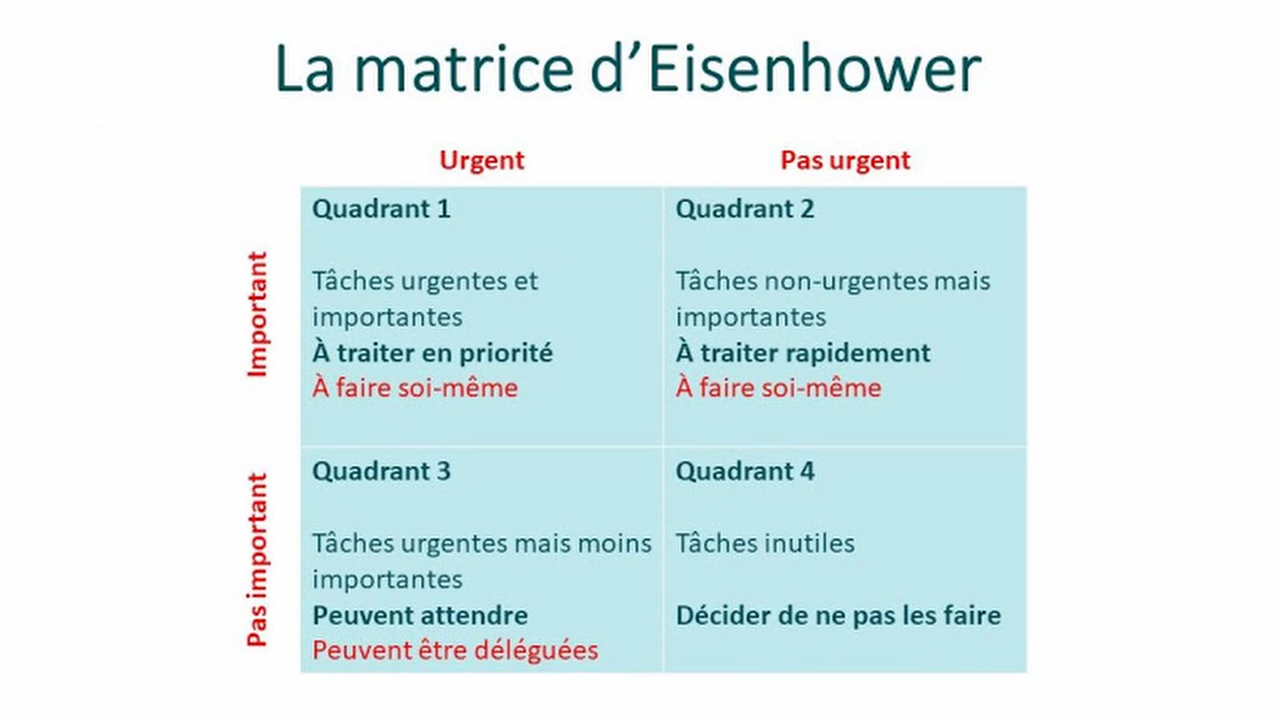 La matrice d’Eisenhower
Urgent
Pas urgent
Important
Quadrant 1
Tâches urgentes et
importantes
À traiter en priorité
À faire soi-même
Quadrant 2
Tâches non-urgentes mais
importantes
À traiter rapidement
À faire soi-même
Pas important
Quadrant 3
Tâches urgentes mais moins
importantes
Peuvent attendre
Peuvent être déléguées
Quadrant 4
Tâches inutiles
Décider de ne pas les faire